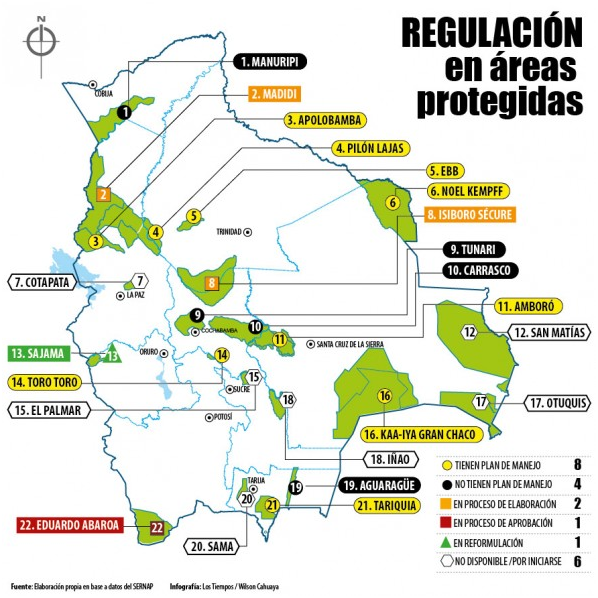 REGULACIÓN
en áreas
protegidas
N
1. MANURIPI
COBIJA
1
2. MADIDI
3. APOLOBAMBA
4. PILÓN LAJAS
5. EBB
6. NOEL KEMPFF
8. ISIBORO SÉCURE
2
6
5
4
3
TRINIDAD
9. TUNARI
10. CARRASCO
7. COTAPATA
7
8
LA PAZ
11. AMBORÓ
9
10
12
12. SAN MATÍAS
COCHABAMBA
11
SANTA CRUZ DE LA SIERRA
13. SAJAMA
13
ORURO
14
14. TORO TORO
15
SUCRE
15. EL PALMAR
18
16
17
17. OTUQUIS
POTOSÍ
16. KAA-IYA GRAN CHACO
18. IÑAO
TARIJA
19
19. AGUARAGÜE
20
21
21. TARIQUIA
22. EDUARDO ABAROA
22
20. SAMA
TIENEN PLAN DE MANEJO 8
NO TIENEN PLAN DE MANEJO 4
EN PROCESO DE ELABORACIÓN 2
EN PROCESO DE APROBACIÓN 1
EN REFORMULACIÓN 1
NO DISPONIBLE /POR INICIARSE 6
Fuente: Elaboración propia en base a datos del SERNAP Infografía: Los Tiempos / Wilson Cahuaya